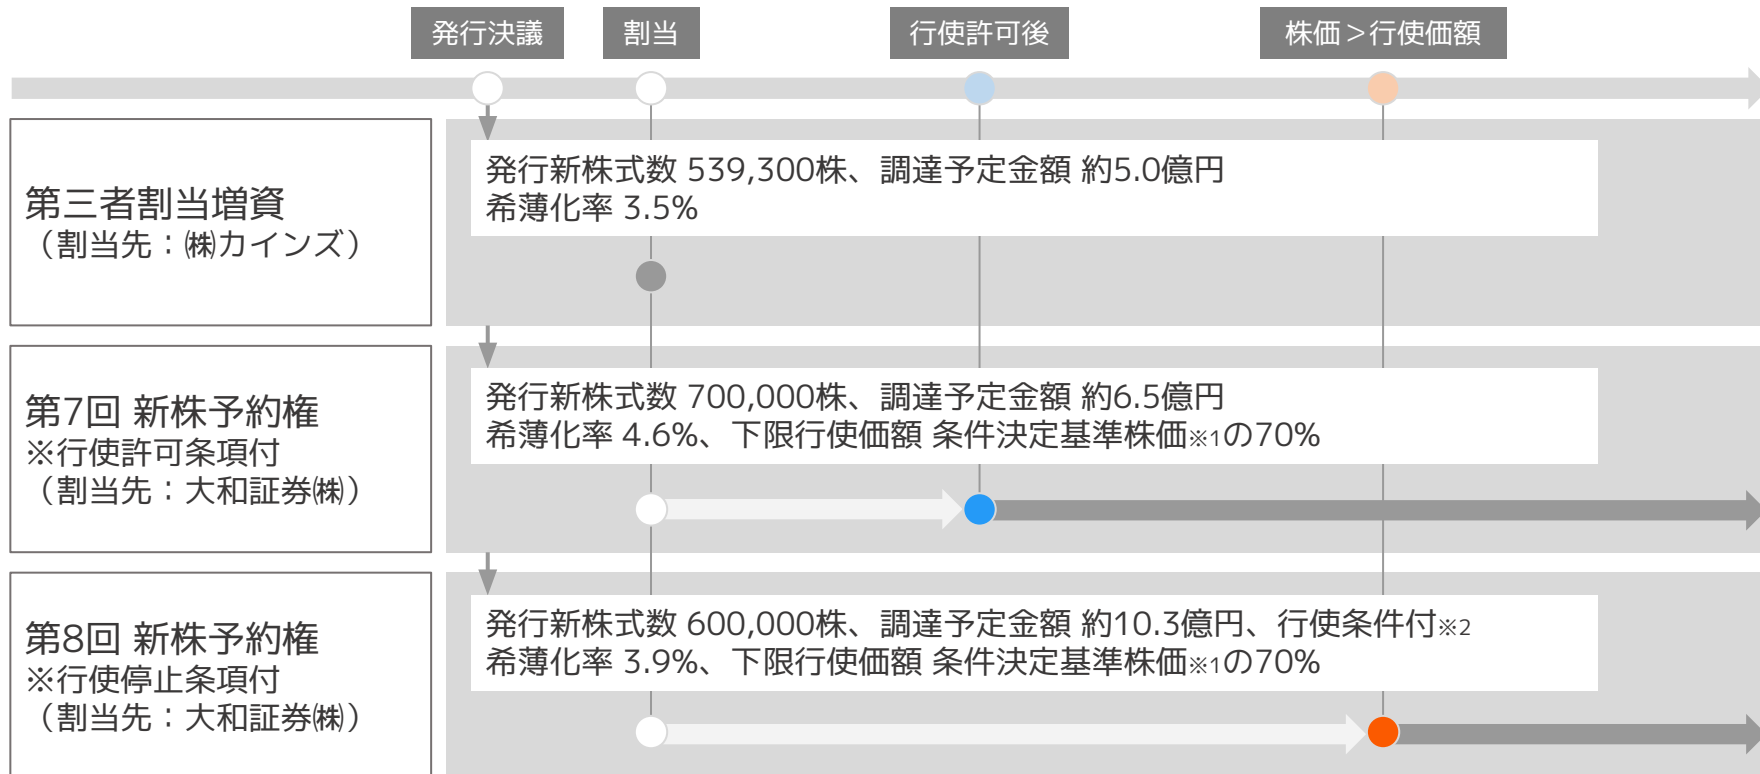 発行決議
割当
行使許可後
株価＞行使価額
第三者割当増資
（割当先：㈱カインズ）
発行新株式数 539,300株、調達予定金額 約5.0億円
希薄化率 3.5%
第7回 新株予約権
※行使許可条項付
（割当先：大和証券㈱）
発行新株式数 700,000株、調達予定金額 約6.5億円
希薄化率 4.6%、下限行使価額 条件決定基準株価※1の70%
第8回 新株予約権
※行使停止条項付
（割当先：大和証券㈱）
発行新株式数 600,000株、調達予定金額 約10.3億円、行使条件付※2
希薄化率 3.9%、下限行使価額 条件決定基準株価※1の70%